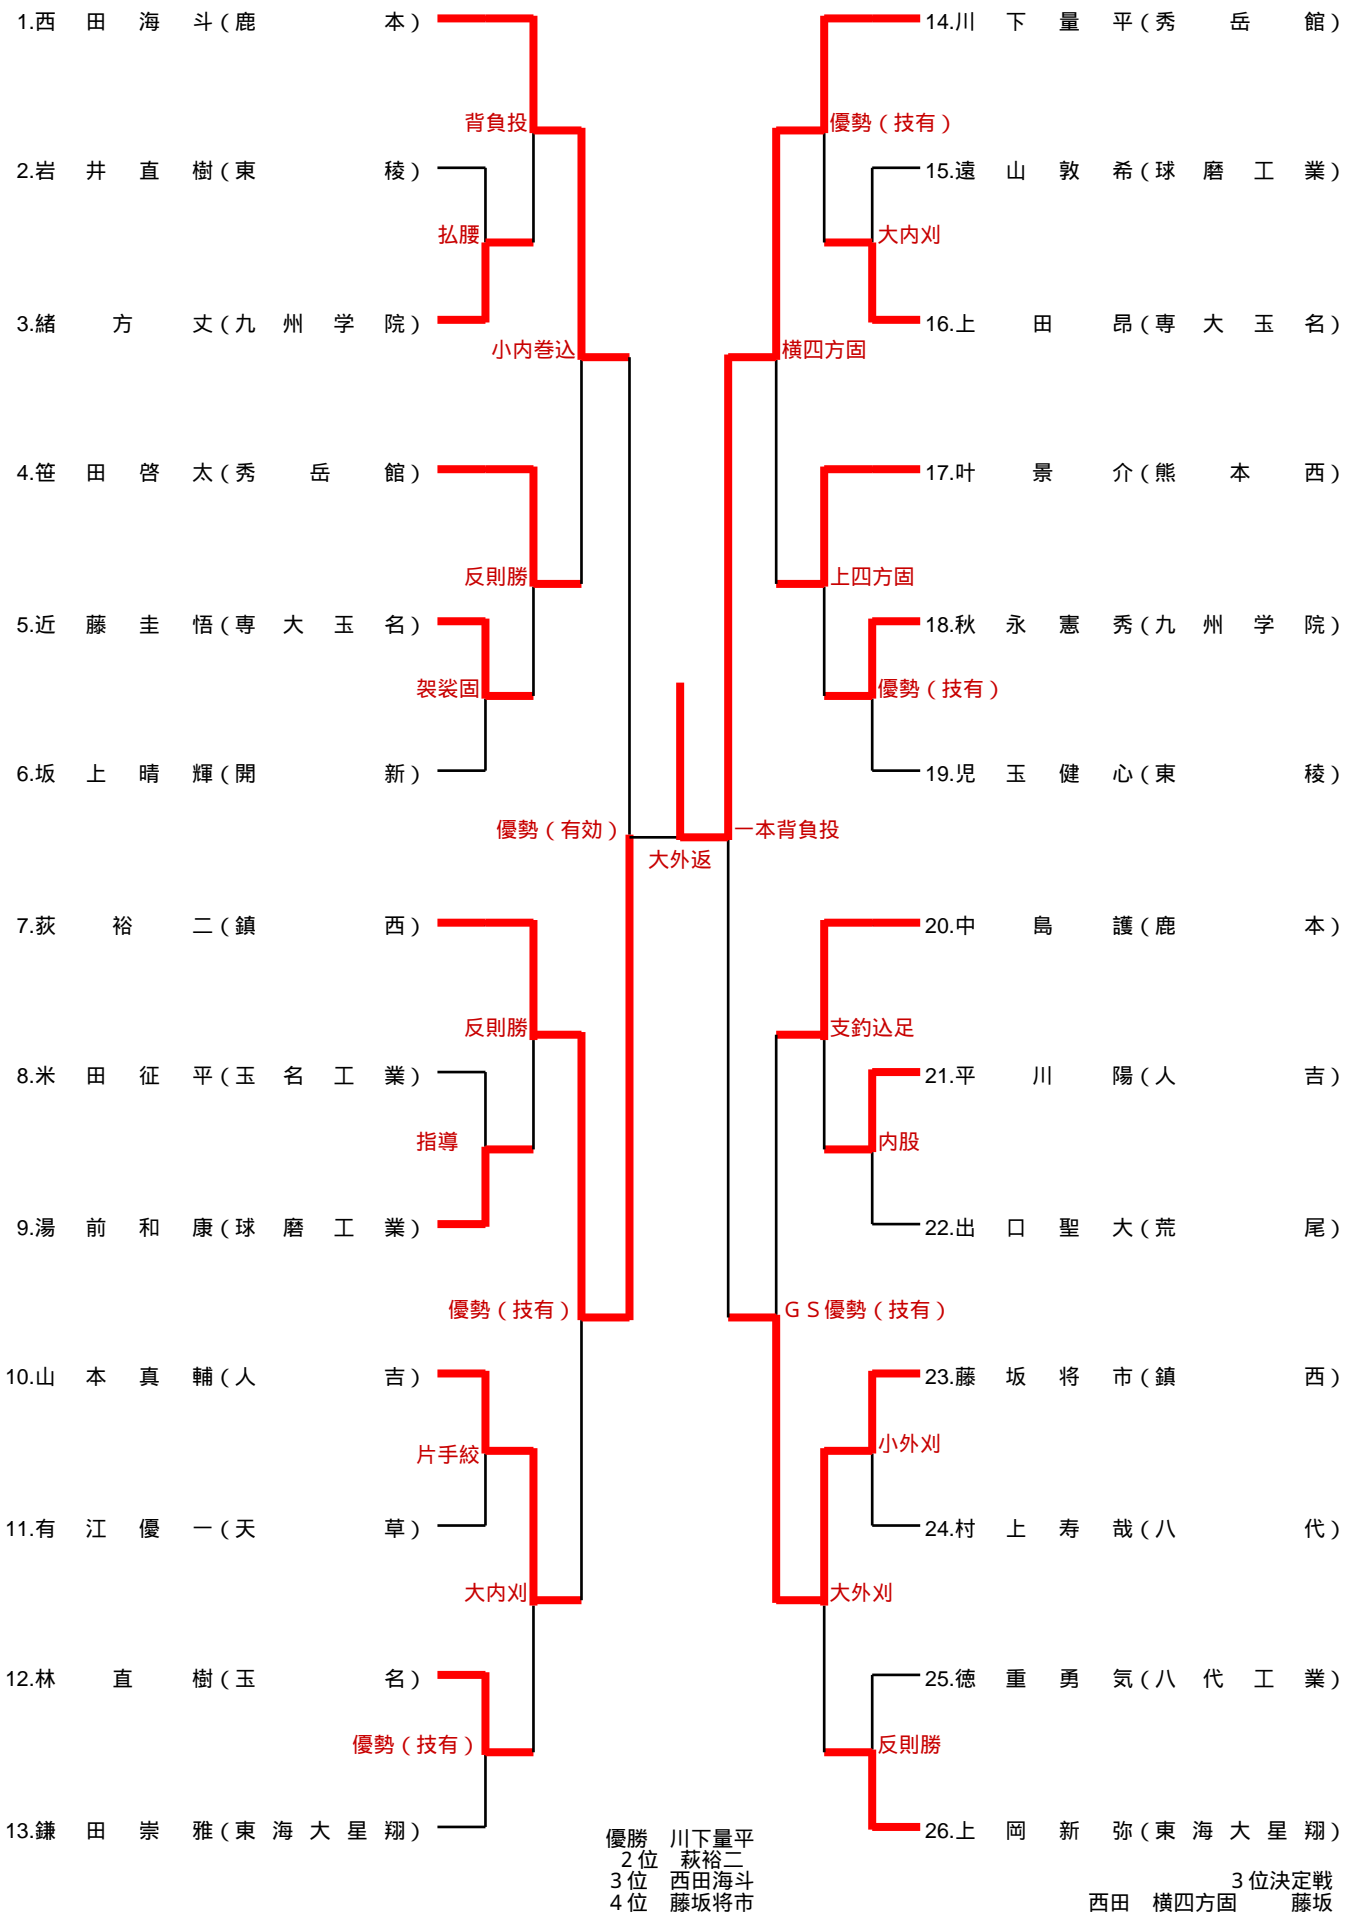 1.西田海斗(鹿本)
背負投
2.岩井直樹(東稜)
払腰
3.緒方丈(九州学院)
小内巻込
4.笹田啓太(秀岳館)
反則勝
5.近藤圭悟(専大玉名)
袈裟固
6.坂上晴輝(開新)
優勢(有効)
7.荻裕二(鎮西)
反則勝
8.米田征平(玉名工業)
指導
9.湯前和康(球磨工業)
優勢(技有)
10.山本真輔(人吉)
片手絞
11.有江優一(天草)
大内刈
12.林直樹(玉名)
優勢(技有)
13.鎌田崇雅(東海大星翔)
大外返
14.川下量平(秀岳館)
優勢(技有)
15.遠山敦希(球磨工業)
大内刈
16.上田昂(専大玉名)
横四方固
17.叶景介(熊本西)
上四方固
18.秋永憲秀(九州学院)
優勢(技有)
19.児玉健心(東稜)
一本背負投
20.中島護(鹿本)
支釣込足
21.平川陽(人吉)
内股
22.出口聖大(荒尾)
GS優勢(技有)
23.藤坂将市(鎮西)
小外刈
24.村上寿哉(八代)
大外刈
25.徳重勇気(八代工業)
反則勝
26.上岡新弥(東海大星翔)
優勝 川下量平
2位 萩裕二
3位 西田海斗
4位 藤坂将市
3位決定戦
西田 横四方固 藤坂